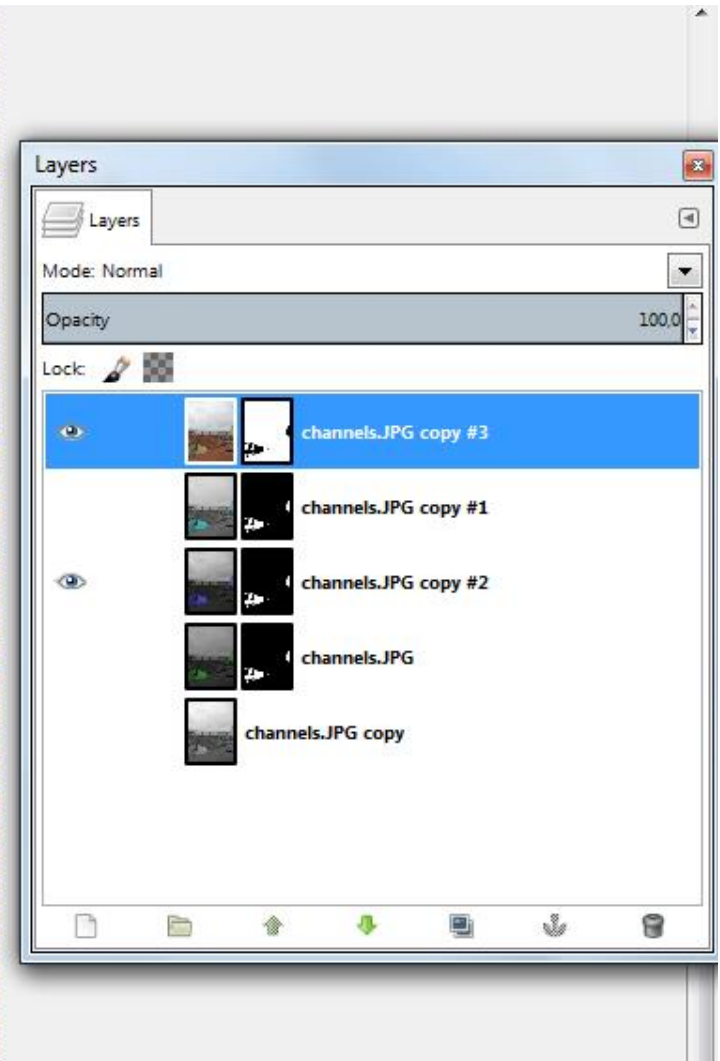 Layers
Layers
Mode: Normal
Opacity 100,0
Lock:
channels.JPG copy #3
channels.JPG copy #1
channels.JPG copy #2
channels.JPG
channels.JPG copy